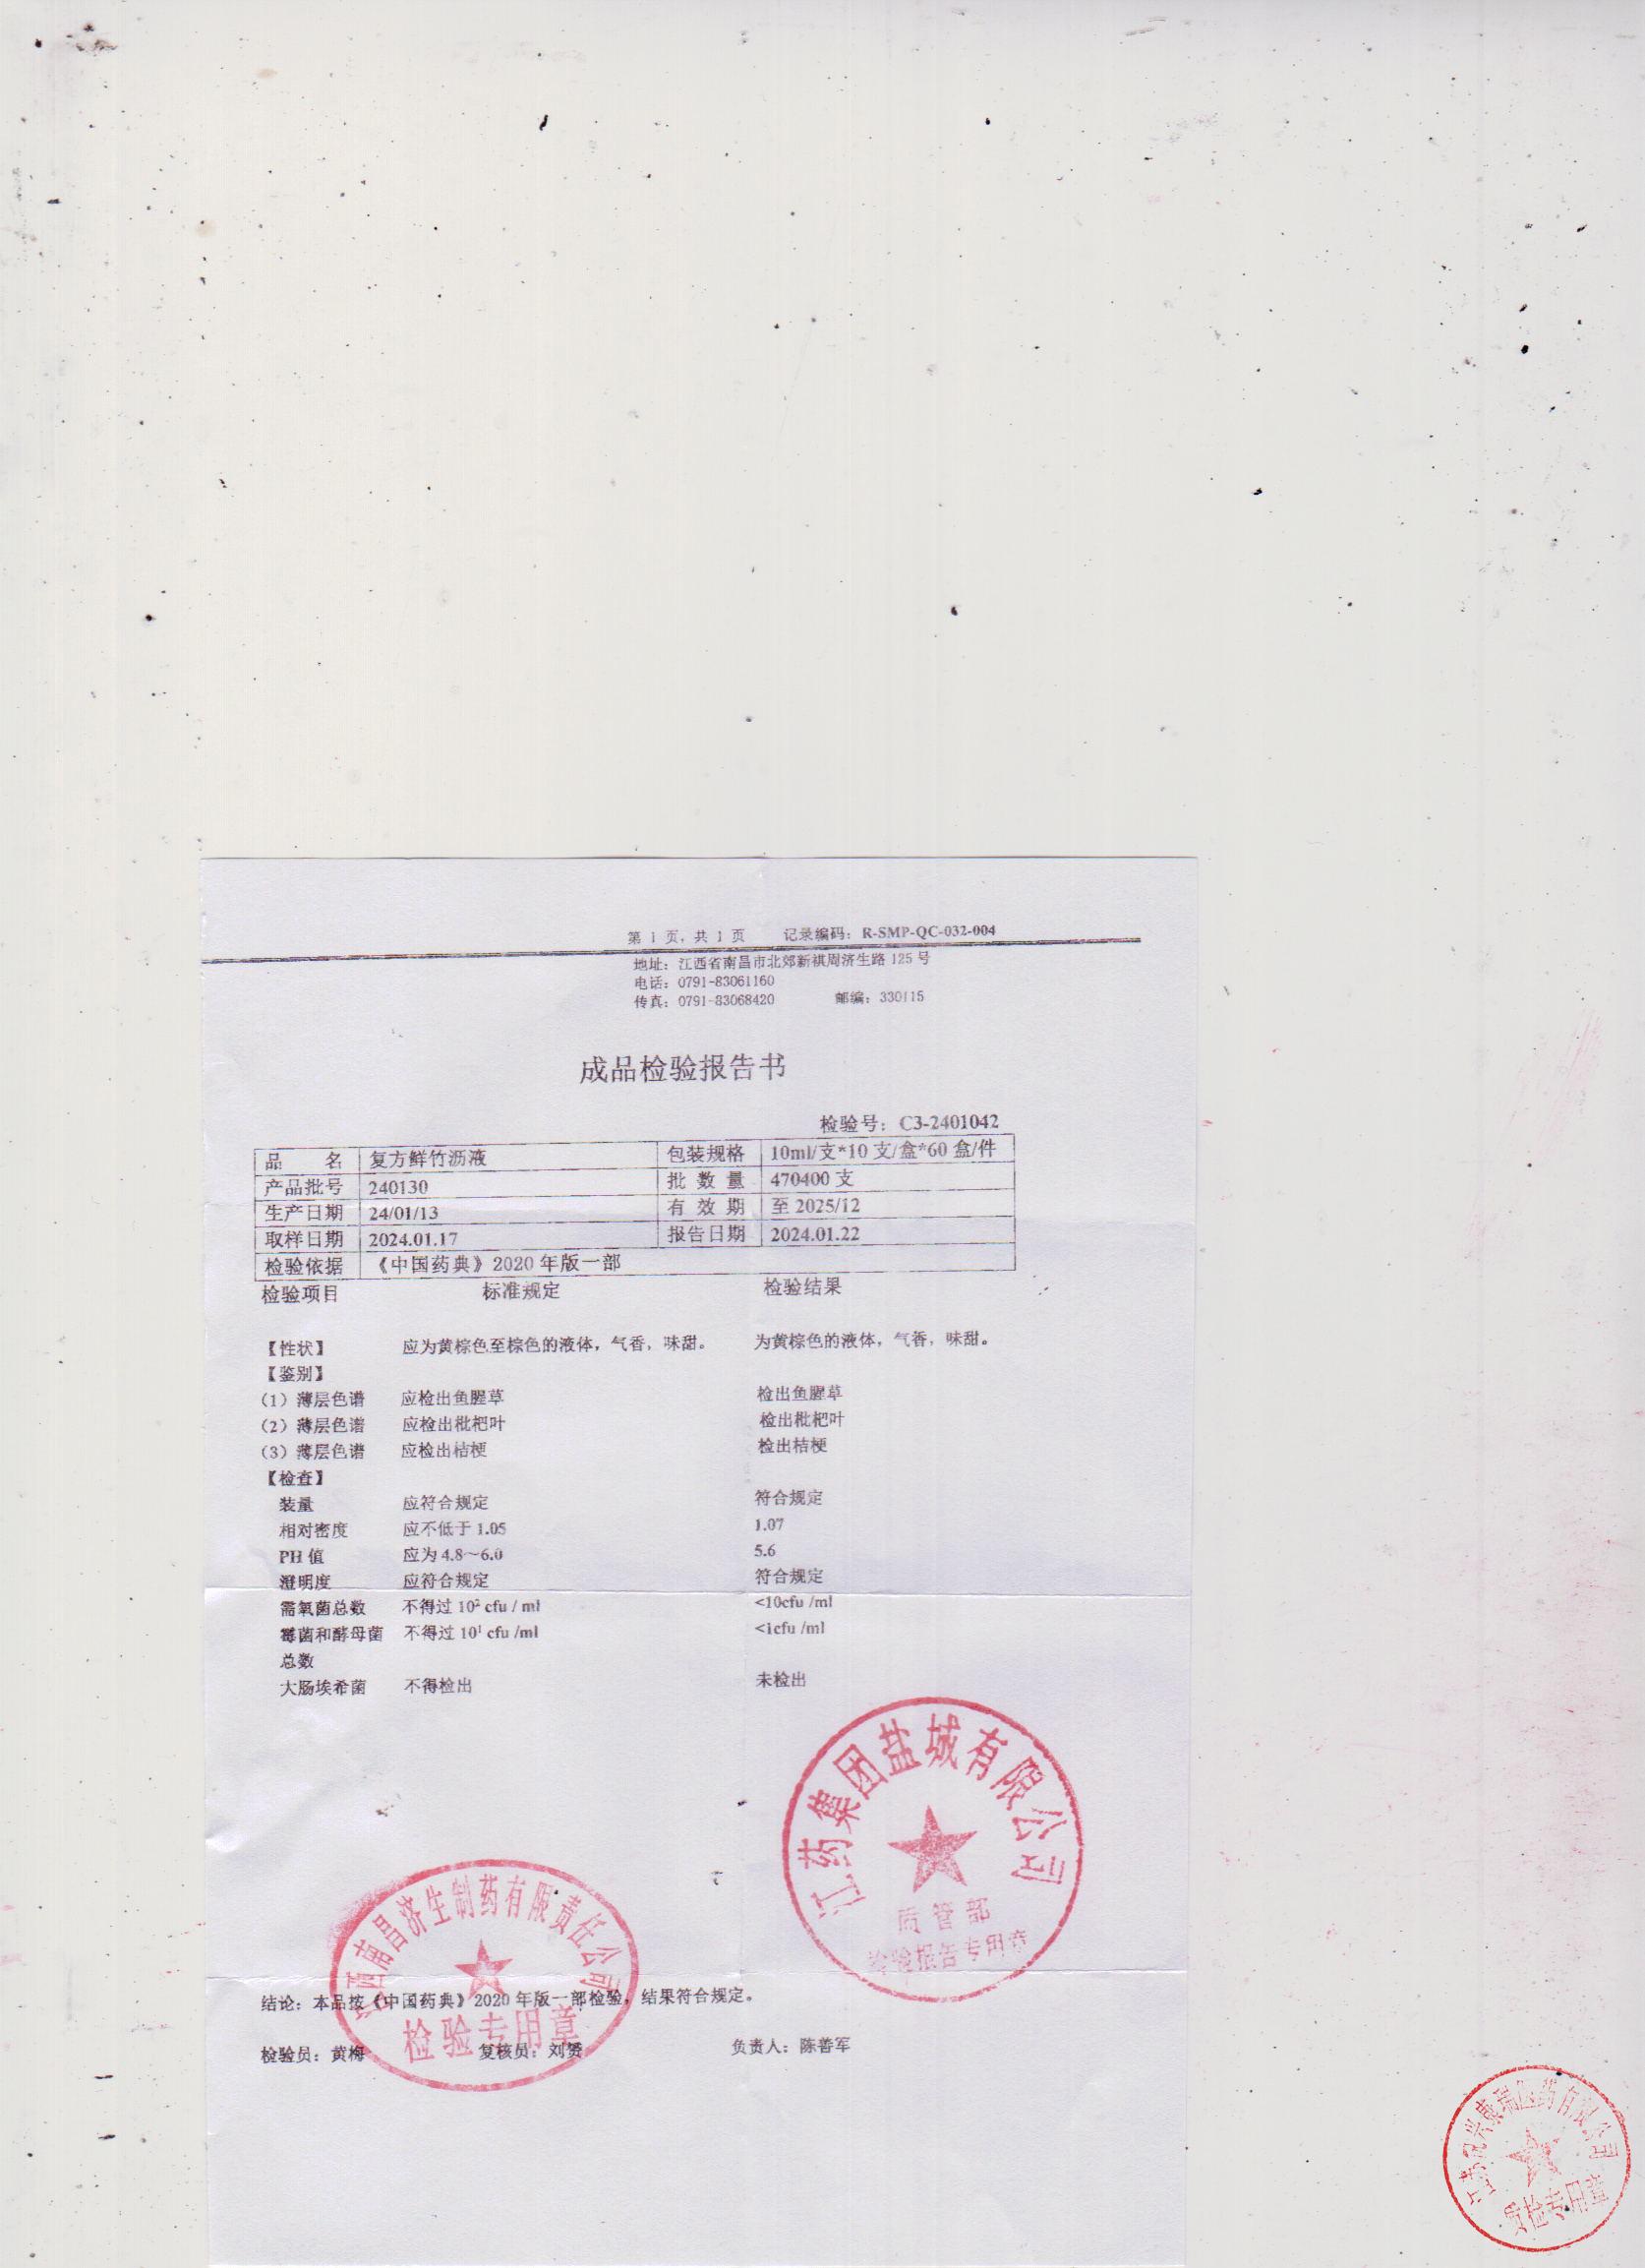 第 1 页，共 1 页 记录编码：R-SMP-QC-032-004
地址：江西省南昌市北郊新祺周济生路 125 号
电话：0791-83061160
传真：0791-83068420 邮编：330115
成品检验报告书
检验号：C3-2401042
品 名 复方鲜竹沥液 包装规格 10ml/支*10 支/盒*60 盒/件
产品批号 240130 批 数 量 470400 支
生产日期 24/01/13 有 效 期 至 2025/12
取样日期 2024.01.17 报告日期 2024.01.22
检验依据 《中国药典》2020 年版一部
检验项目 标准规定 检验结果
【性状】 应为黄棕色至棕色的液体，气香，味甜。 为黄棕色的液体，气香，味甜。
【鉴别】
（1）薄层色谱 应检出鱼腥草 检出鱼腥草
（2）薄层色谱 应检出枇杷叶 检出枇杷叶
（3）薄层色谱 应检出桔梗 检出桔梗
【检查】
装量 应符合规定 符合规定
相对密度 应不低于 1.05 1.07
PH 值 应为 4.8～6.0 5.6
澄明度 应符合规定 符合规定
需氧菌总数 不得过 10² cfu / ml <10cfu /ml
霉菌和酵母菌 不得过 10¹ cfu /ml <1cfu /ml
总数
大肠埃希菌 不得检出 未检出
江药集团盐城有限公司
质管部
检验报告专用章
江西南昌济生制药有限责任公司
检验专用章
结论：本品按《中国药典》2020 年版一部检验，结果符合规定。
检验员：黄梅 复核员：刘贤 负责人：陈善军